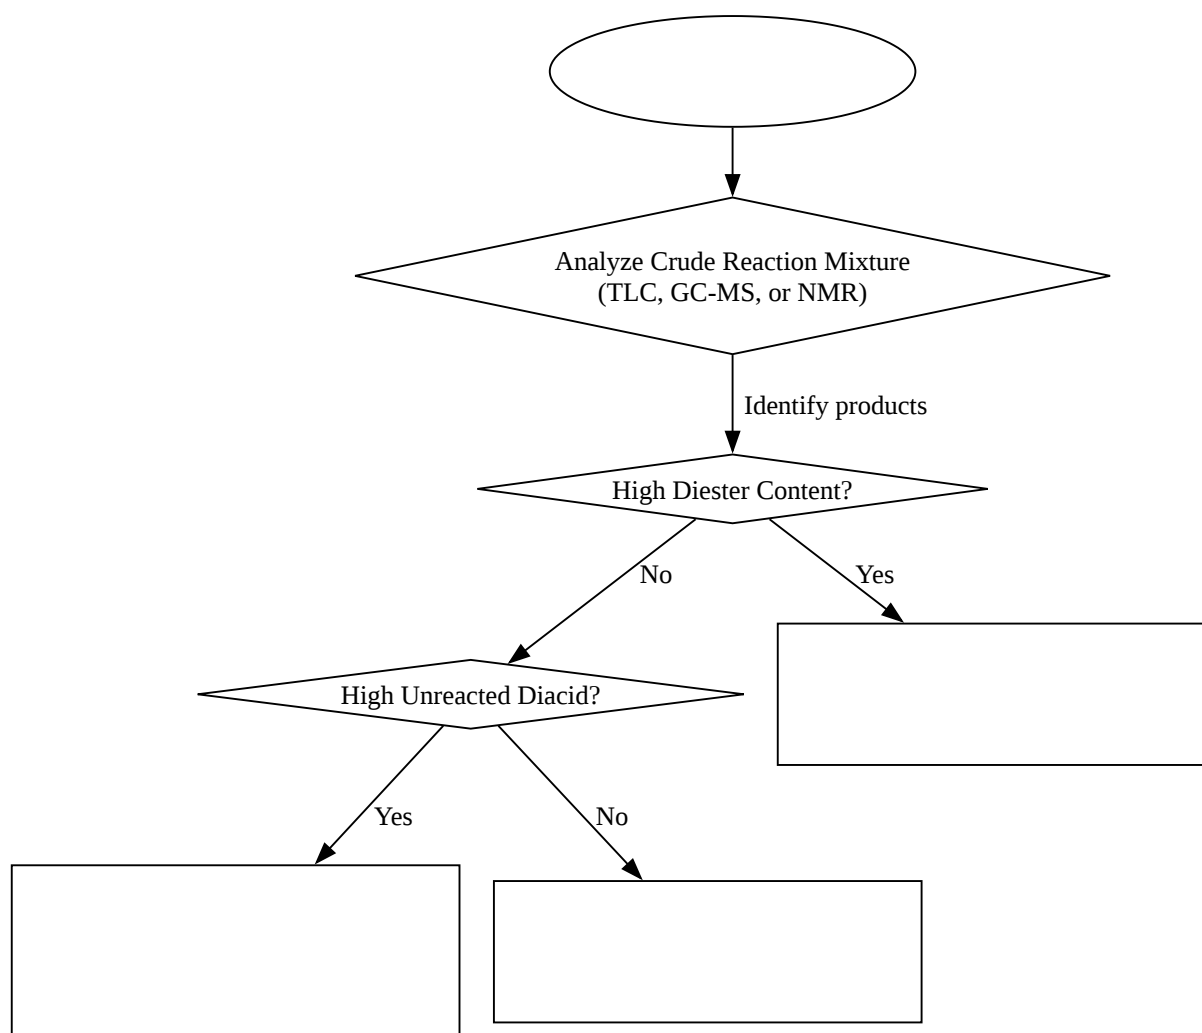 Analyze Crude Reaction Mixture
(TLC, GC-MS, or NMR)
Identify products
High Diester Content?
No
Yes
High Unreacted Diacid?
Yes
No